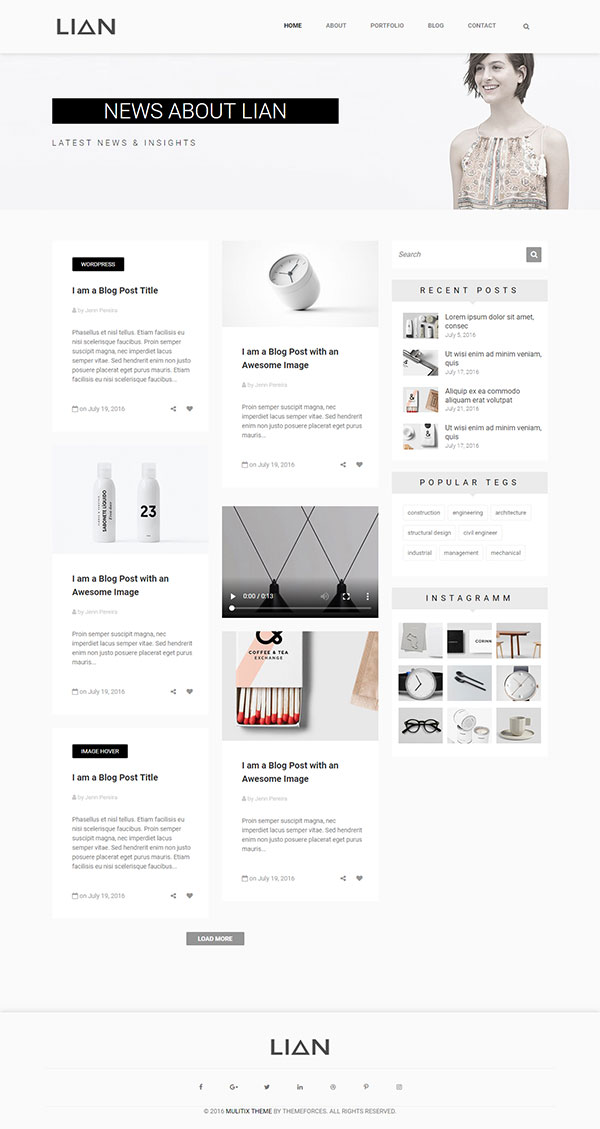 LIAN
HOME ABOUT PORTFOLIO BLOG CONTACT
NEWS ABOUT LIAN
LATEST NEWS & INSIGHTS
WORDPRESS
I am a Blog Post Title
by Jenn Pereira
Phasellus et nisl tellus. Etiam facilisis eu
nisi scelerisque faucibus. Proin semper
suscipit magna, nec imperdiet lacus
semper vitae. Sed hendrerit enim non justo
posuere placerat eget purus mauris. Etiam
facilisis eu nisi scelerisque faucibus...
on July 19, 2016
SABONETE LÍQUIDO
23
I am a Blog Post with an
Awesome Image
by Jenn Pereira
Proin semper suscipit magna, nec
imperdiet lacus semper vitae. Sed hendrerit
enim non justo posuere placerat eget purus
mauris...
on July 19, 2016
IMAGE HOVER
I am a Blog Post Title
by Jenn Pereira
Phasellus et nisl tellus. Etiam facilisis eu
nisi scelerisque faucibus. Proin semper
suscipit magna, nec imperdiet lacus
semper vitae. Sed hendrerit enim non justo
posuere placerat eget purus mauris. Etiam
facilisis eu nisi scelerisque faucibus...
on July 19, 2016
I am a Blog Post with an
Awesome Image
by Jenn Pereira
Proin semper suscipit magna, nec
imperdiet lacus semper vitae. Sed hendrerit
enim non justo posuere placerat eget purus
mauris...
on July 19, 2016
0:00 / 0:13
&
COFFEE & TEA
EXCHANGE
I am a Blog Post with an
Awesome Image
by Jenn Pereira
Proin semper suscipit magna, nec
imperdiet lacus semper vitae. Sed hendrerit
enim non justo posuere placerat eget purus
mauris...
on July 19, 2016
LOAD MORE
Search
RECENT POSTS
Lorem ipsum dolor sit amet,
consec
July 5, 2016
Ut wisi enim ad minim veniam,
quis
July 17, 2016
Aliquip ex ea commodo
aliquam erat volutpat
July 21, 2016
Ut wisi enim ad minim veniam,
quis
July 17, 2016
POPULAR TEGS
construction engineering architecture
structural design civil engineer
industrial management mechanical
INSTAGRAMM
LIAN
© 2016 MULITIX THEME BY THEMEFORCES. ALL RIGHTS RESERVED.